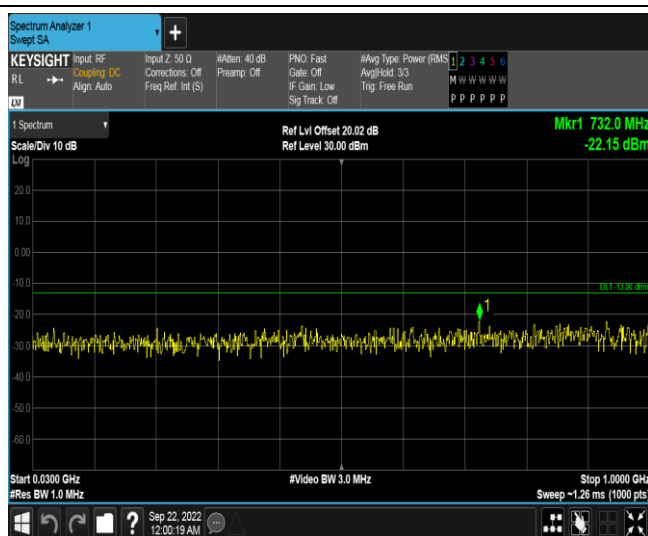 Spectrum Analyzer 1
Swept SA
+
KEYSIGHT
RL
Input: RF
Coupling: DC
Align: Auto
Input Z: 50 Ω
Corrections: Off
Freq Ref: Int (S)
#Atten: 40 dB
Preamp: Off
PNO: Fast
Gate: Off
IF Gain: Low
Sig Track: Off
#Avg Type: Power (RMS
Avg|Hold: 3/3
Trig: Free Run
1 2 3 4 5 6
M W W W W W
P P P P P P
LXI
1 Spectrum
Scale/Div 10 dB
Ref Lvl Offset 20.02 dB
Ref Level 30.00 dBm
Mkr1 732.0 MHz
-22.15 dBm
Log
20.0
10.0
0.00
-10.0
DL1 -13.00 dBm
1
-20.0
-30.0
-40.0
-50.0
-60.0
Start 0.0300 GHz
#Res BW 1.0 MHz
#Video BW 3.0 MHz
Stop 1.0000 GHz
Sweep ~1.26 ms (1000 pts)
?
Sep 22, 2022
12:00:19 AM